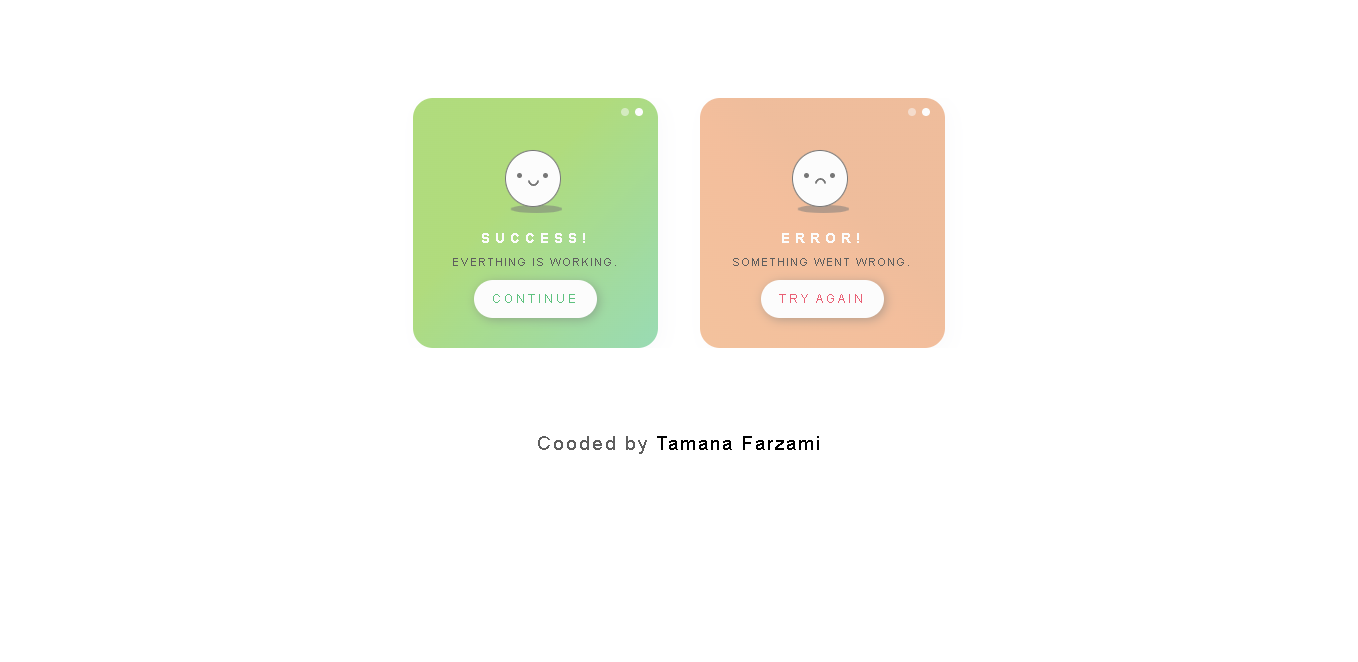 SUCCESS!
EVERTHING IS WORKING.
CONTINUE
ERROR!
SOMETHING WENT WRONG.
TRY AGAIN
Cooded by Tamana Farzami